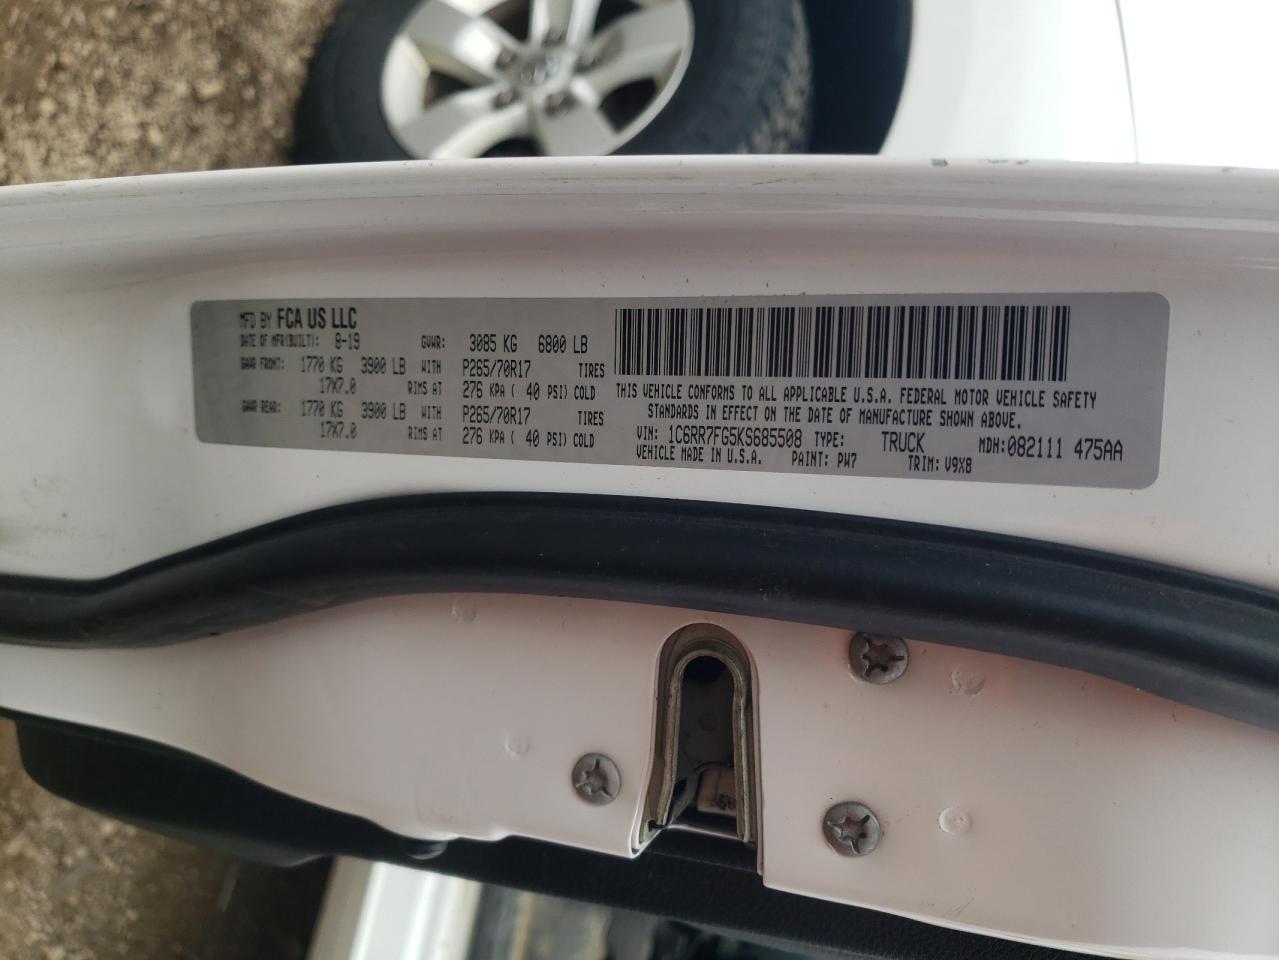 MFD BY FCA US LLC
DATE OF MFR(BUILT): 8-19 GVWR: 3085 KG 6800 LB
GAWR FRONT: 1770 KG 3900 LB WITH P265/70R17 TIRES
17X7.0 RIMS AT 276 KPA ( 40 PSI) COLD
GAWR REAR: 1770 KG 3900 LB WITH P265/70R17 TIRES
17X7.0 RIMS AT 276 KPA ( 40 PSI) COLD
THIS VEHICLE CONFORMS TO ALL APPLICABLE U.S.A. FEDERAL MOTOR VEHICLE SAFETY
STANDARDS IN EFFECT ON THE DATE OF MANUFACTURE SHOWN ABOVE.
VIN: 1C6RR7FG5KS685508 TYPE: TRUCK MDH: 082111 475AA
VEHICLE MADE IN U.S.A. PAINT: PW7 TRIM: V9X8